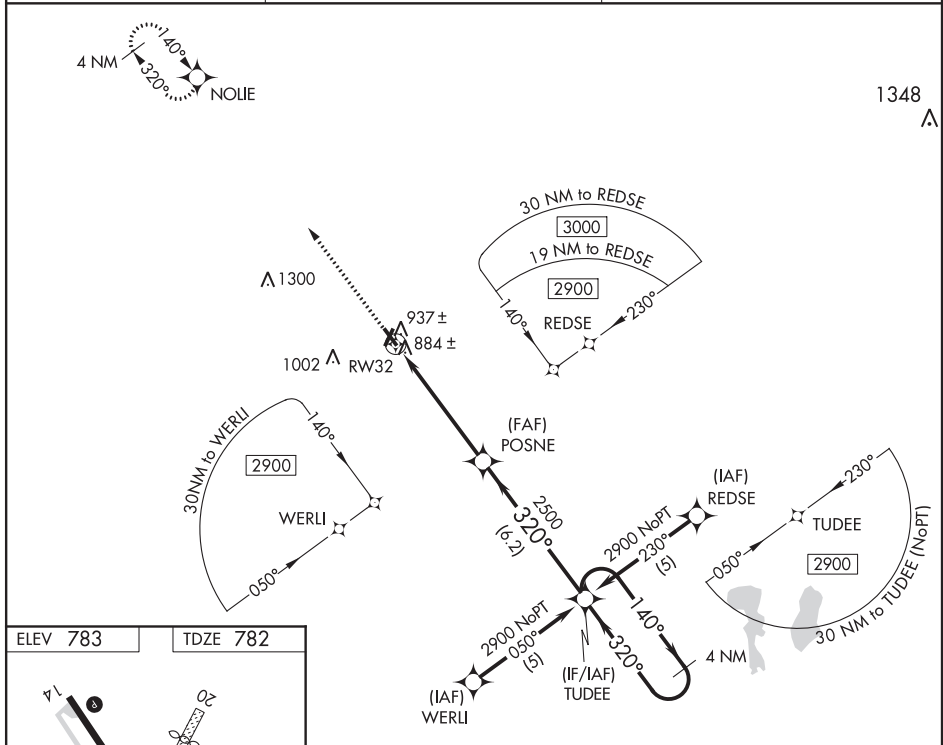 140°
4 NM
320°
NOLIE
1348
30 NM to REDSE
3000
19 NM to REDSE
2900
140°
REDSE
230°
1300
937 ±
884 ±
1002
RW32
(FAF)
POSNE
30NM to WERLI
140°
2900
WERLI
050°
2500
320°
(6.2)
(IAF)
REDSE
2900 NoPT
230°
(5)
230°
TUDEE
050°
2900
30 NM to TUDEE (NoPT)
2900 NoPT
050°
(5)
140°
320°
4 NM
(IF/IAF)
TUDEE
(IAF)
WERLI
ELEV 783
TDZE 782
14
P
20